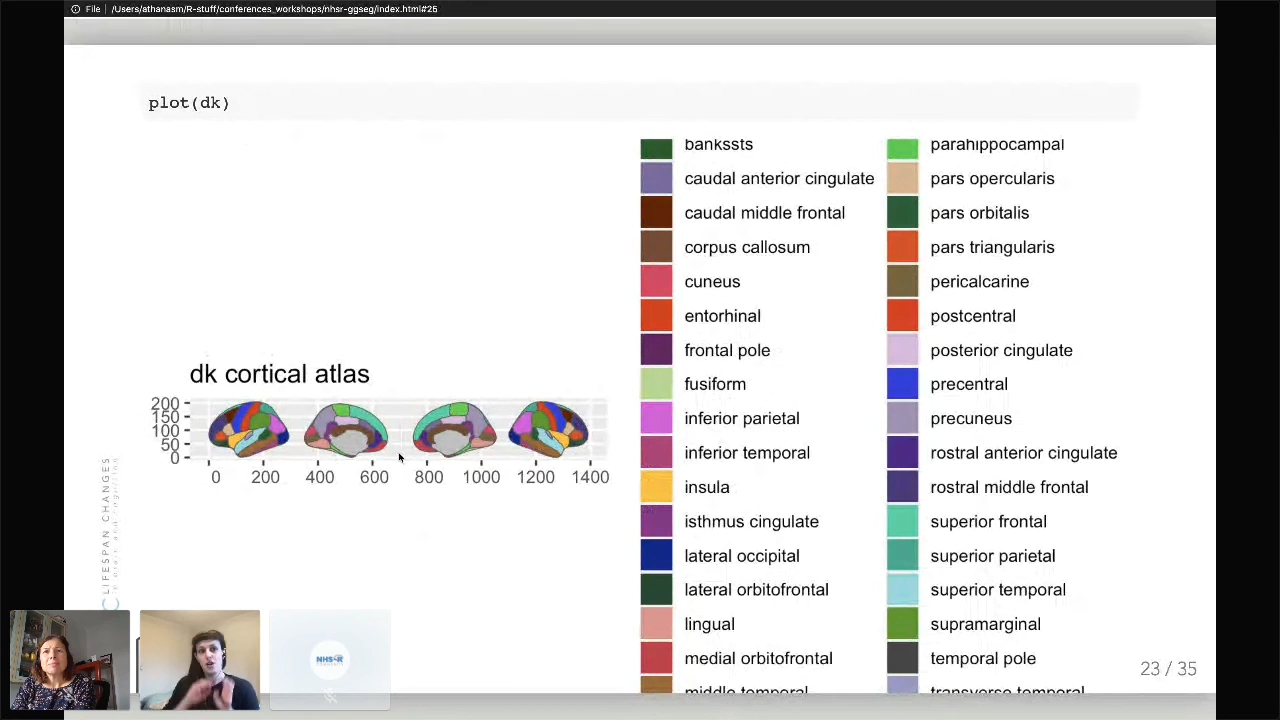 File | /Users/athanasm/R-stuff/conferences_workshops/nhsr-ggseg/index.html#25
plot(dk)
dk cortical atlas
200
150
100
50
0
0 200 400 600 800 1000 1200 1400
bankssts
caudal anterior cingulate
caudal middle frontal
corpus callosum
cuneus
entorhinal
frontal pole
fusiform
inferior parietal
inferior temporal
insula
isthmus cingulate
lateral occipital
lateral orbitofrontal
lingual
medial orbitofrontal
middle temporal
parahippocampal
pars opercularis
pars orbitalis
pars triangularis
pericalcarine
postcentral
posterior cingulate
precentral
precuneus
rostral anterior cingulate
rostral middle frontal
superior frontal
superior parietal
superior temporal
supramarginal
temporal pole
transverse temporal
LIFESPAN CHANGES
NHS-R
23 / 35